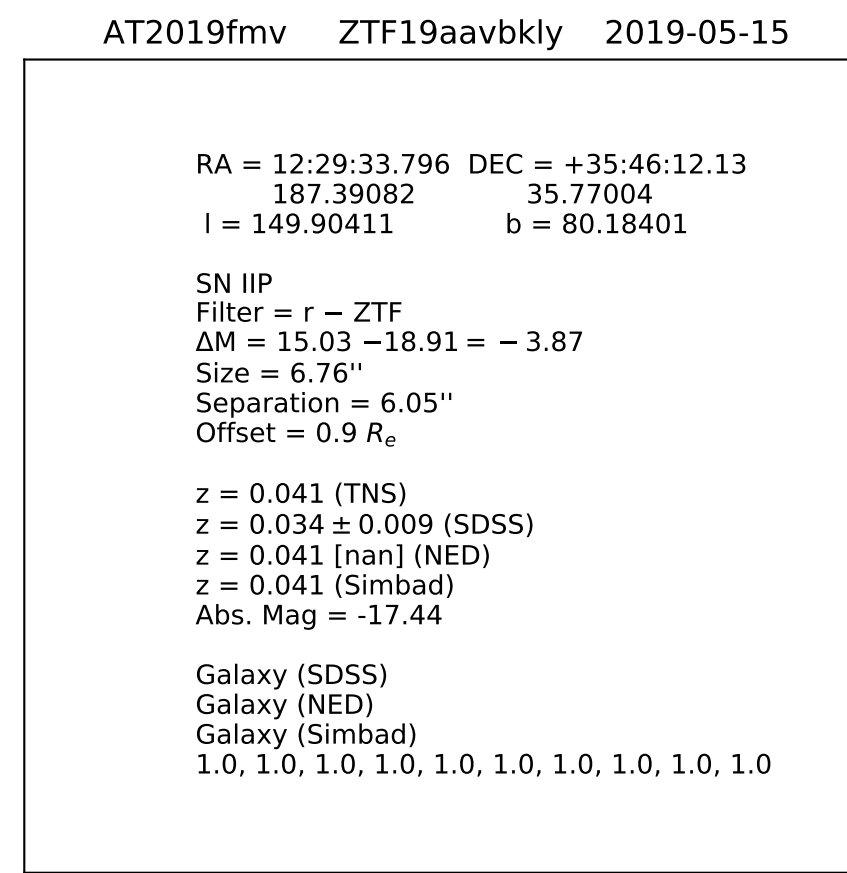 AT2019fmv ZTF19aavbkly 2019-05-15
RA = 12:29:33.796 DEC = +35:46:12.13
187.39082 35.77004
l = 149.90411 b = 80.18401
SN IIP
Filter = r − ZTF
ΔM = 15.03 −18.91 = − 3.87
Size = 6.76''
Separation = 6.05''
Offset = 0.9 Rₑ
z = 0.041 (TNS)
z = 0.034 ± 0.009 (SDSS)
z = 0.041 [nan] (NED)
z = 0.041 (Simbad)
Abs. Mag = -17.44
Galaxy (SDSS)
Galaxy (NED)
Galaxy (Simbad)
1.0, 1.0, 1.0, 1.0, 1.0, 1.0, 1.0, 1.0, 1.0, 1.0